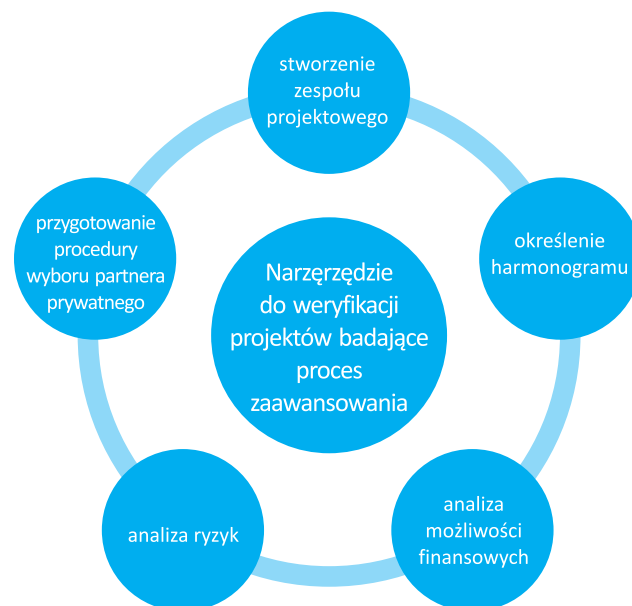 stworzenie
zespołu
projektowego
określenie
harmonogramu
analiza
możliwości
finansowych
analiza ryzyk
przygotowanie
procedury
wyboru partnera
prywatnego
Narzęrzędzie
do weryfikacji
projektów badające
proces
zaawansowania